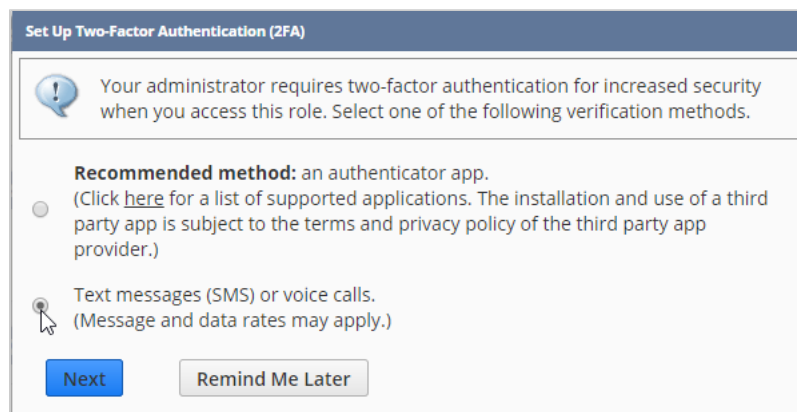 Set Up Two-Factor Authentication (2FA)
Your administrator requires two-factor authentication for increased security
when you access this role. Select one of the following verification methods.
Recommended method: an authenticator app.
(Click here for a list of supported applications. The installation and use of a third
party app is subject to the terms and privacy policy of the third party app
provider.)
Text messages (SMS) or voice calls.
(Message and data rates may apply.)
Next Remind Me Later